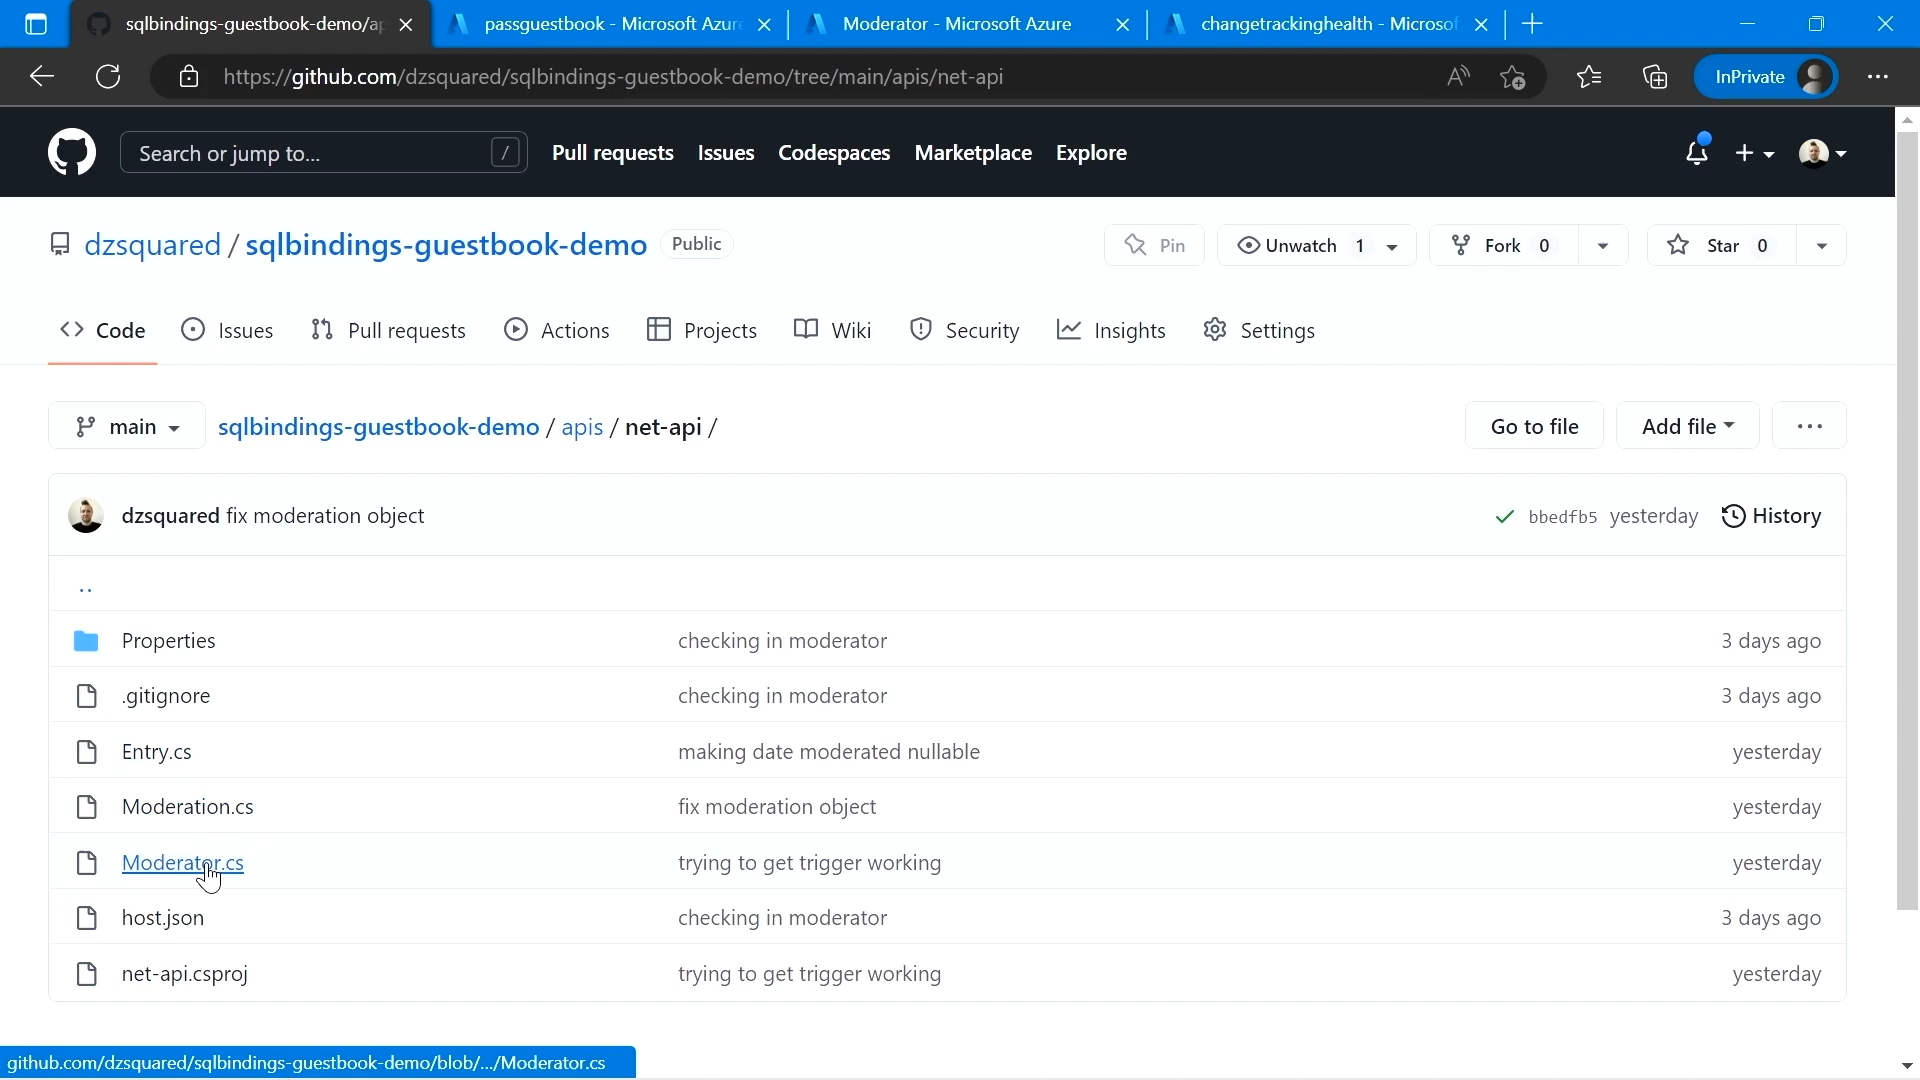 sqlbindings-guestbook-demo/ap
passguestbook - Microsoft Azure
Moderator - Microsoft Azure
changetrackinghealth - Microsof
https://github.com/dzsquared/sqlbindings-guestbook-demo/tree/main/apis/net-api
InPrivate
Search or jump to... /
Pull requests Issues Codespaces Marketplace Explore
dzsquared / sqlbindings-guestbook-demo Public
Pin Unwatch 1 Fork 0 Star 0
Code Issues Pull requests Actions Projects Wiki Security Insights Settings
main sqlbindings-guestbook-demo / apis / net-api / Go to file Add file ...
dzsquared fix moderation object bbedfb5 yesterday History
..
Properties checking in moderator 3 days ago
.gitignore checking in moderator 3 days ago
Entry.cs making date moderated nullable yesterday
Moderation.cs fix moderation object yesterday
Moderator.cs trying to get trigger working yesterday
host.json checking in moderator 3 days ago
net-api.csproj trying to get trigger working yesterday
github.com/dzsquared/sqlbindings-guestbook-demo/blob/.../Moderator.cs